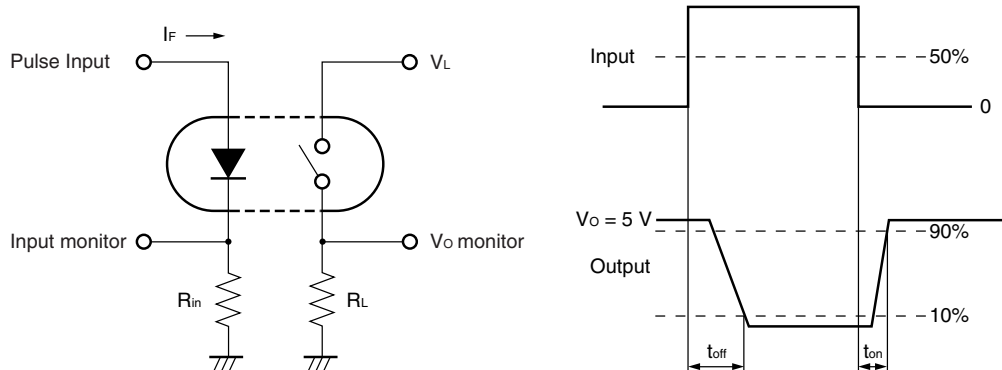 IF
Pulse Input
VL
Input monitor
VO monitor
Rin
RL
Input
50%
0
VO = 5 V
90%
Output
10%
toff
ton